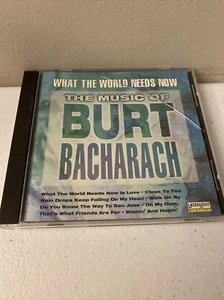 WHAT THE WORLD NEEDS NOW
THE MUSIC OF
BURT
BACHARACH
What The World Needs Now Is Love • Close To You
Rain Drops Keep Falling On My Head • Walk On By
Do You Know The Way To San Jose • On My Own
That's What Friends Are For • Wishin' And Hopin'
LASERLIGHT